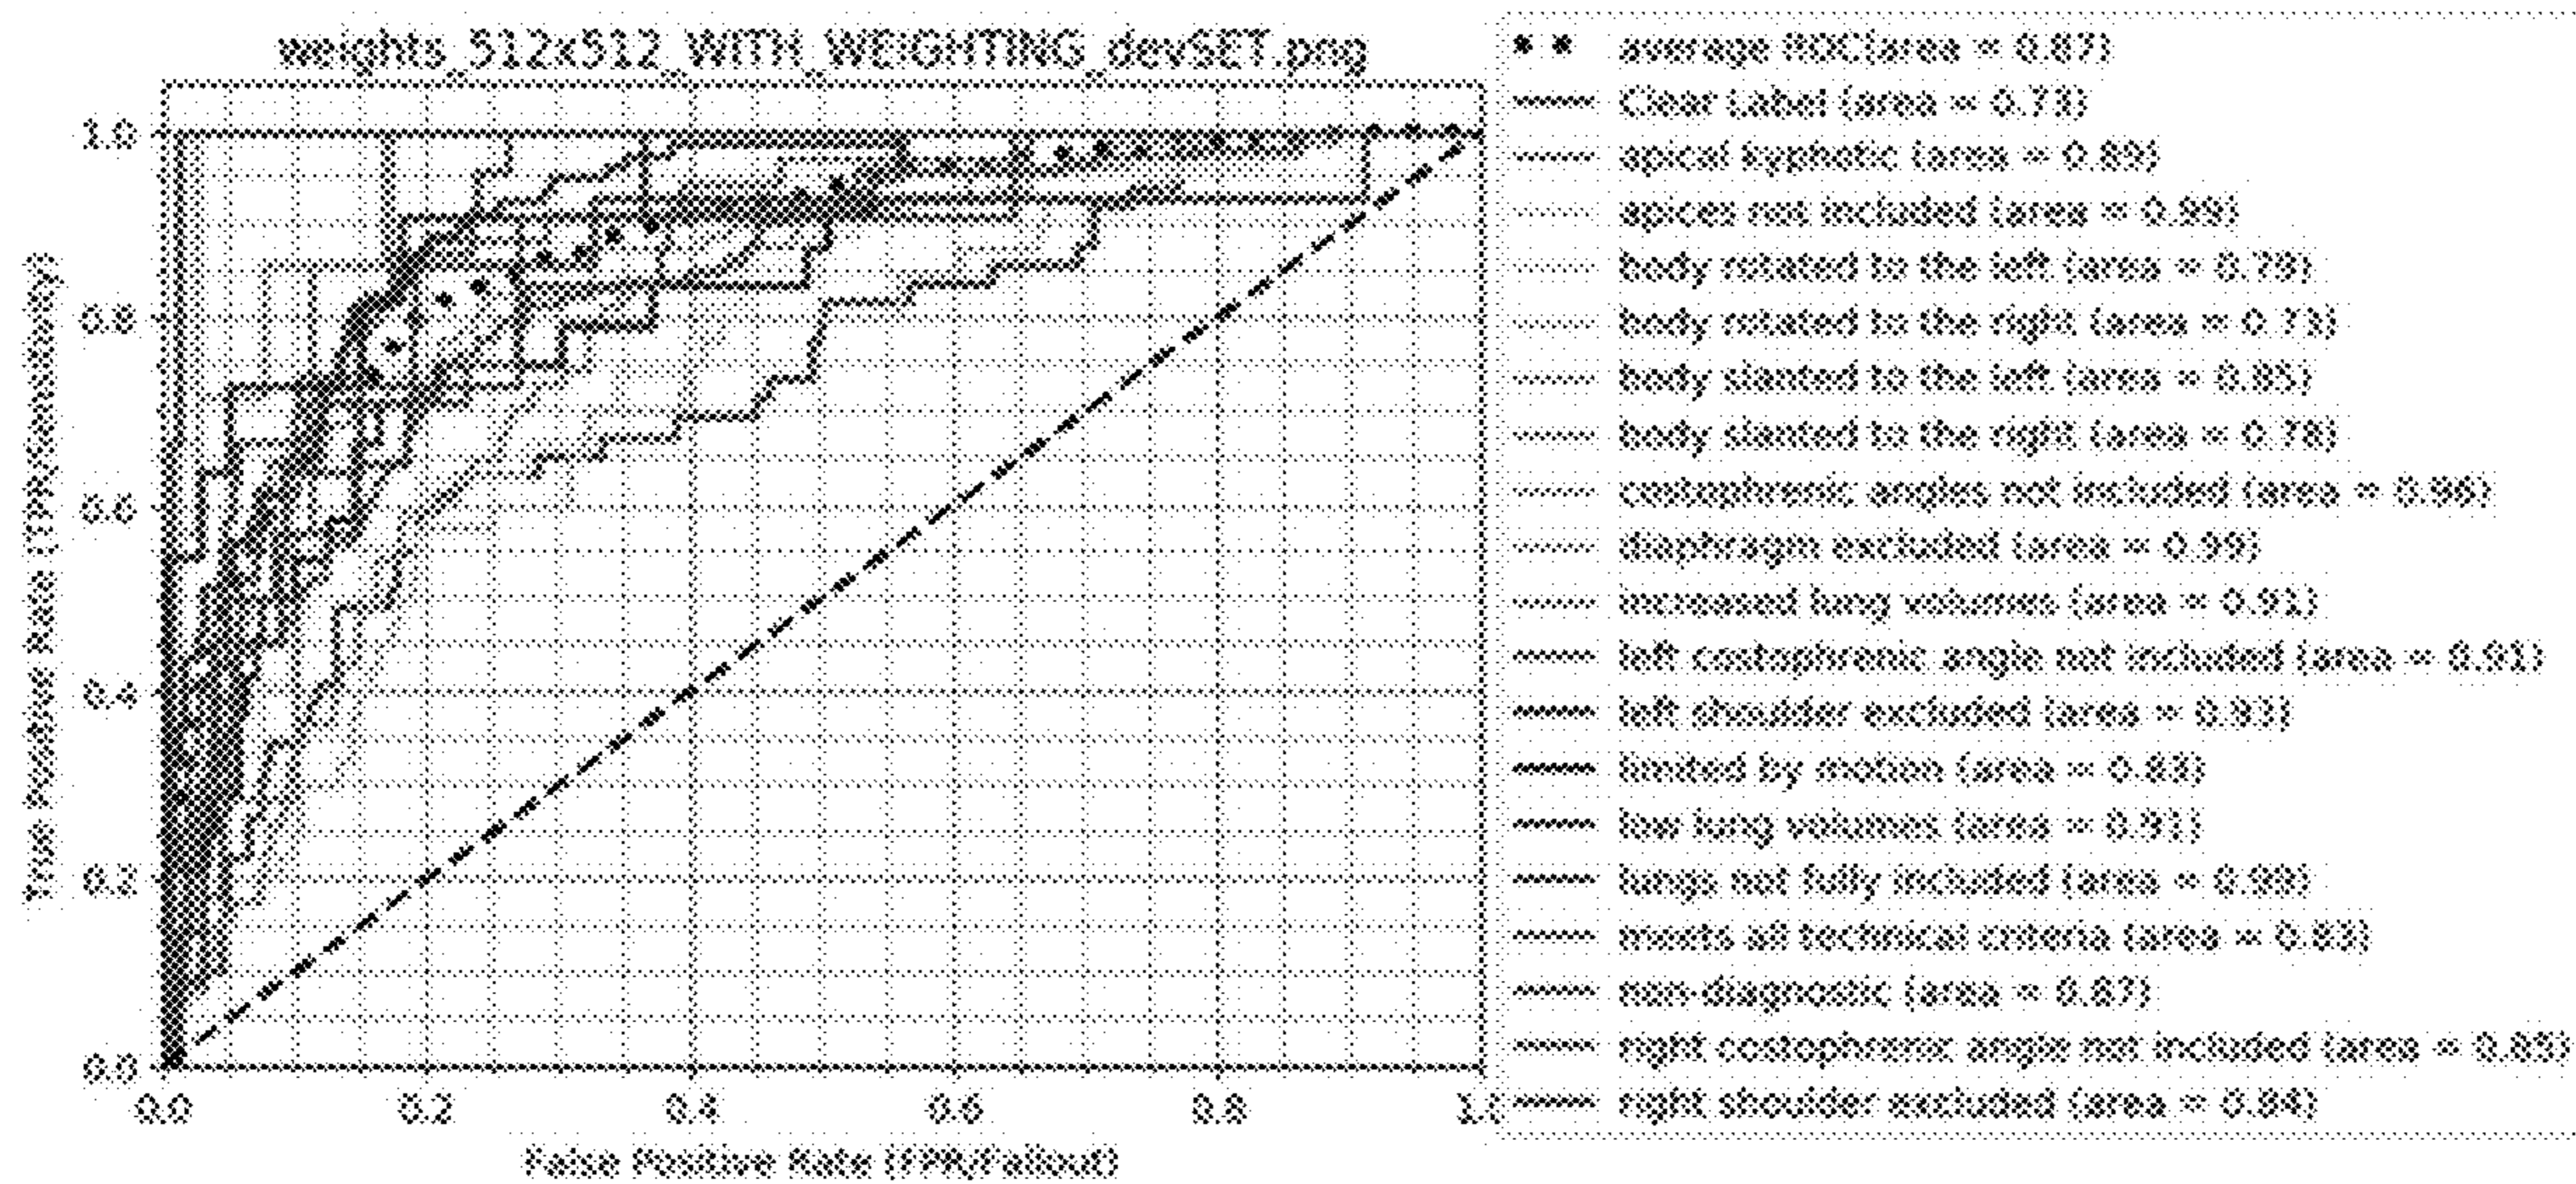 weights_512x512_WITH_WEIGHTING_devSET.png
True Positive Rate (TPR/Sensitivity)
1.0
0.8
0.6
0.4
0.2
0.0
0.0 0.2 0.4 0.6 0.8 1.0
False Positive Rate (FPR/Fallout)
average ROC(area = 0.87)
Clear Label (area = 0.73)
apical kyphotic (area = 0.89)
apices not included (area = 0.99)
body rotated to the left (area = 0.79)
body rotated to the right (area = 0.73)
body slanted to the left (area = 0.85)
body slanted to the right (area = 0.78)
costophrenic angles not included (area = 0.96)
diaphragm excluded (area = 0.99)
increased lung volumes (area = 0.91)
left costophrenic angle not included (area = 0.91)
left shoulder excluded (area = 0.93)
limited by motion (area = 0.83)
low lung volumes (area = 0.91)
lungs not fully included (area = 0.99)
meets all technical criteria (area = 0.83)
non-diagnostic (area = 0.87)
right costophrenic angle not included (area =
right shoulder excluded (area =